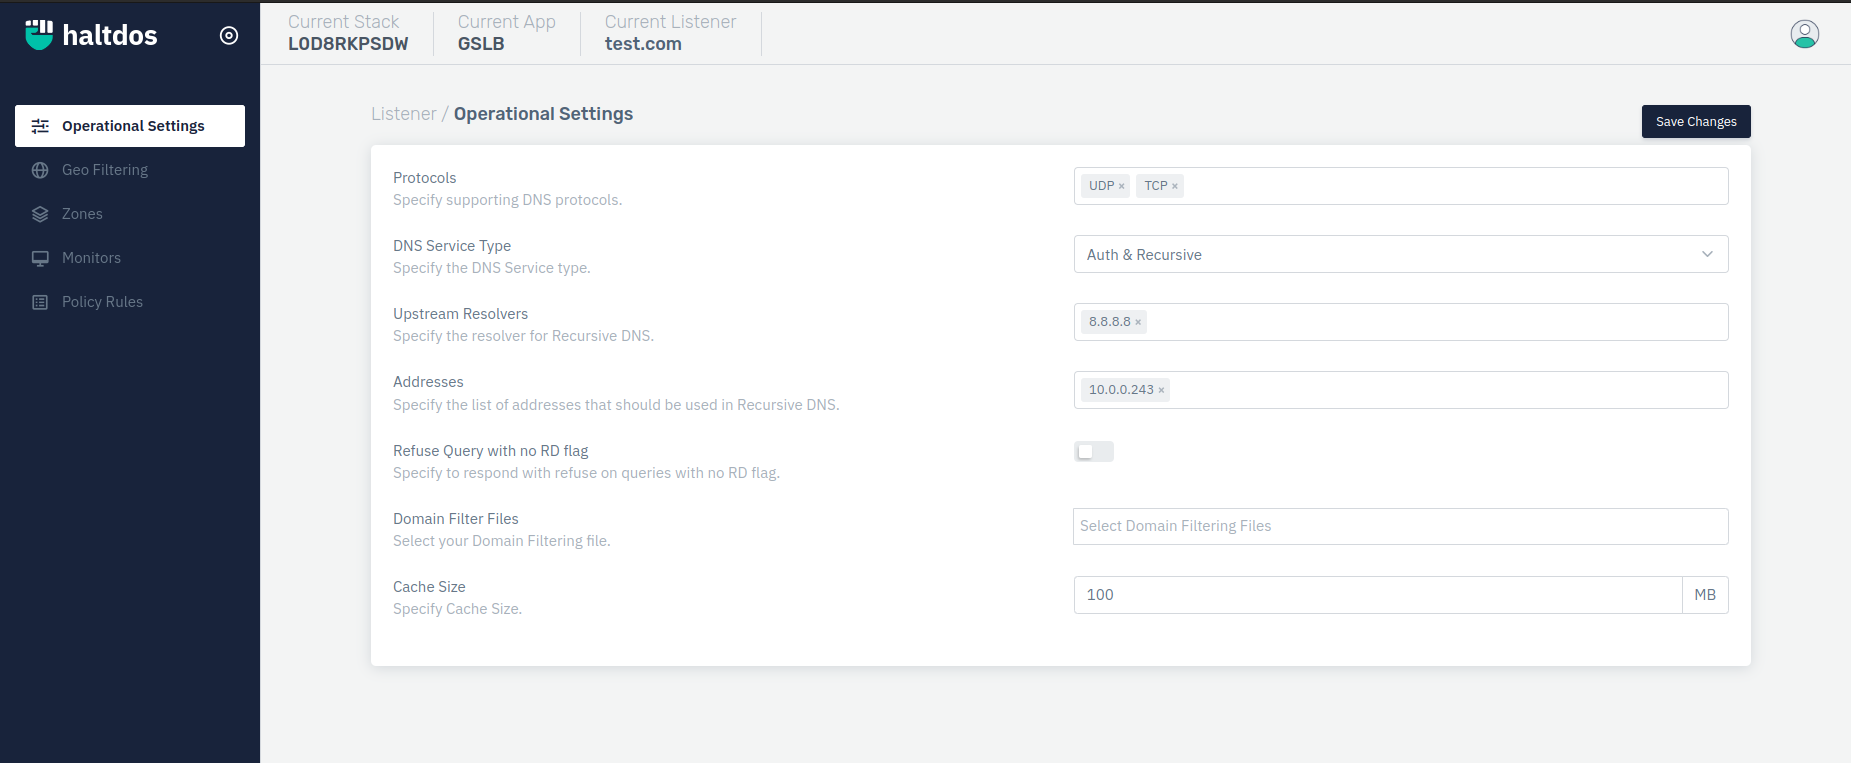 haltdos
Current Stack
L0D8RKPSDW
Current App
GSLB
Current Listener
test.com
Operational Settings
Geo Filtering
Zones
Monitors
Policy Rules
Listener / Operational Settings
Save Changes
Protocols
Specify supporting DNS protocols.
UDP × TCP ×
DNS Service Type
Specify the DNS Service type.
Auth & Recursive
Upstream Resolvers
Specify the resolver for Recursive DNS.
8.8.8.8 ×
Addresses
Specify the list of addresses that should be used in Recursive DNS.
10.0.0.243 ×
Refuse Query with no RD flag
Specify to respond with refuse on queries with no RD flag.
Domain Filter Files
Select your Domain Filtering file.
Select Domain Filtering Files
Cache Size
Specify Cache Size.
100 MB